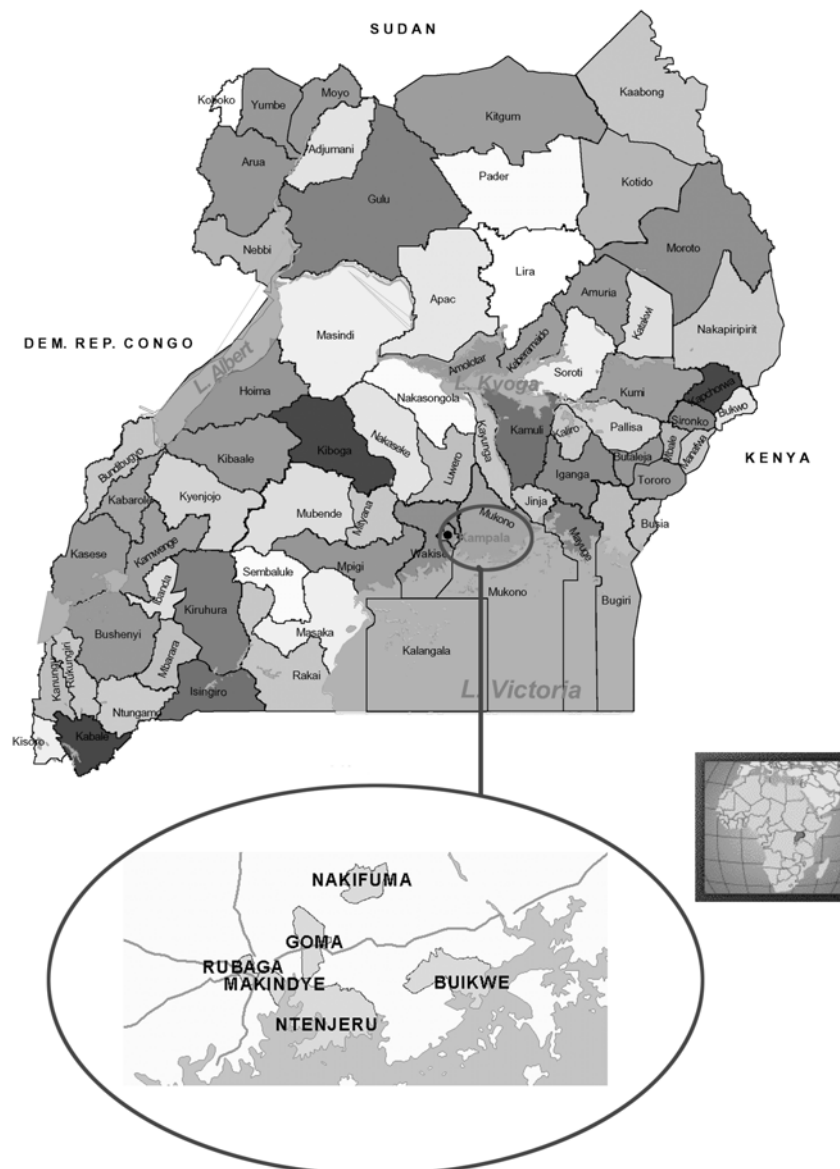 SUDAN
Kaabong
Moyo
Koboko
Yumbe
Kitgum
Adjumani
Arua
Pader
Kotido
Gulu
Nebbi
Moroto
Lira
Apac
Amuria
Katakwi
Masindi
Nakapiripirit
DEM. REP. CONGO
L. Albert
Amolotar
Kaberamaido
Soroti
Hoima
L. Kyoga
Kumi
Kapchorwa
Nakasongola
Bukwo
Kiboga
Nakaseke
Kayunga
Kamuli
Kaliro
Pallisa
Sironko
Kibaale
Luwero
Butaleja
Mbale
Manafwa
KENYA
Bundibugyo
Kabarole
Kyenjojo
Mubende
Mityana
Iganga
Tororo
Jinja
Busia
Mukono
Kampala
Mayuge
Kasese
Kamwenge
Wakiso
Mpigi
Ibanda
Sembalule
Mukono
Kiruhura
Bugiri
Bushenyi
Masaka
Mbarara
Kalangala
Kanungu
Rukungiri
Rakai
Isingiro
L. Victoria
Ntungamo
Kisoro
Kabale
NAKIFUMA
GOMA
RUBAGA
MAKINDYE
BUIKWE
NTENJERU